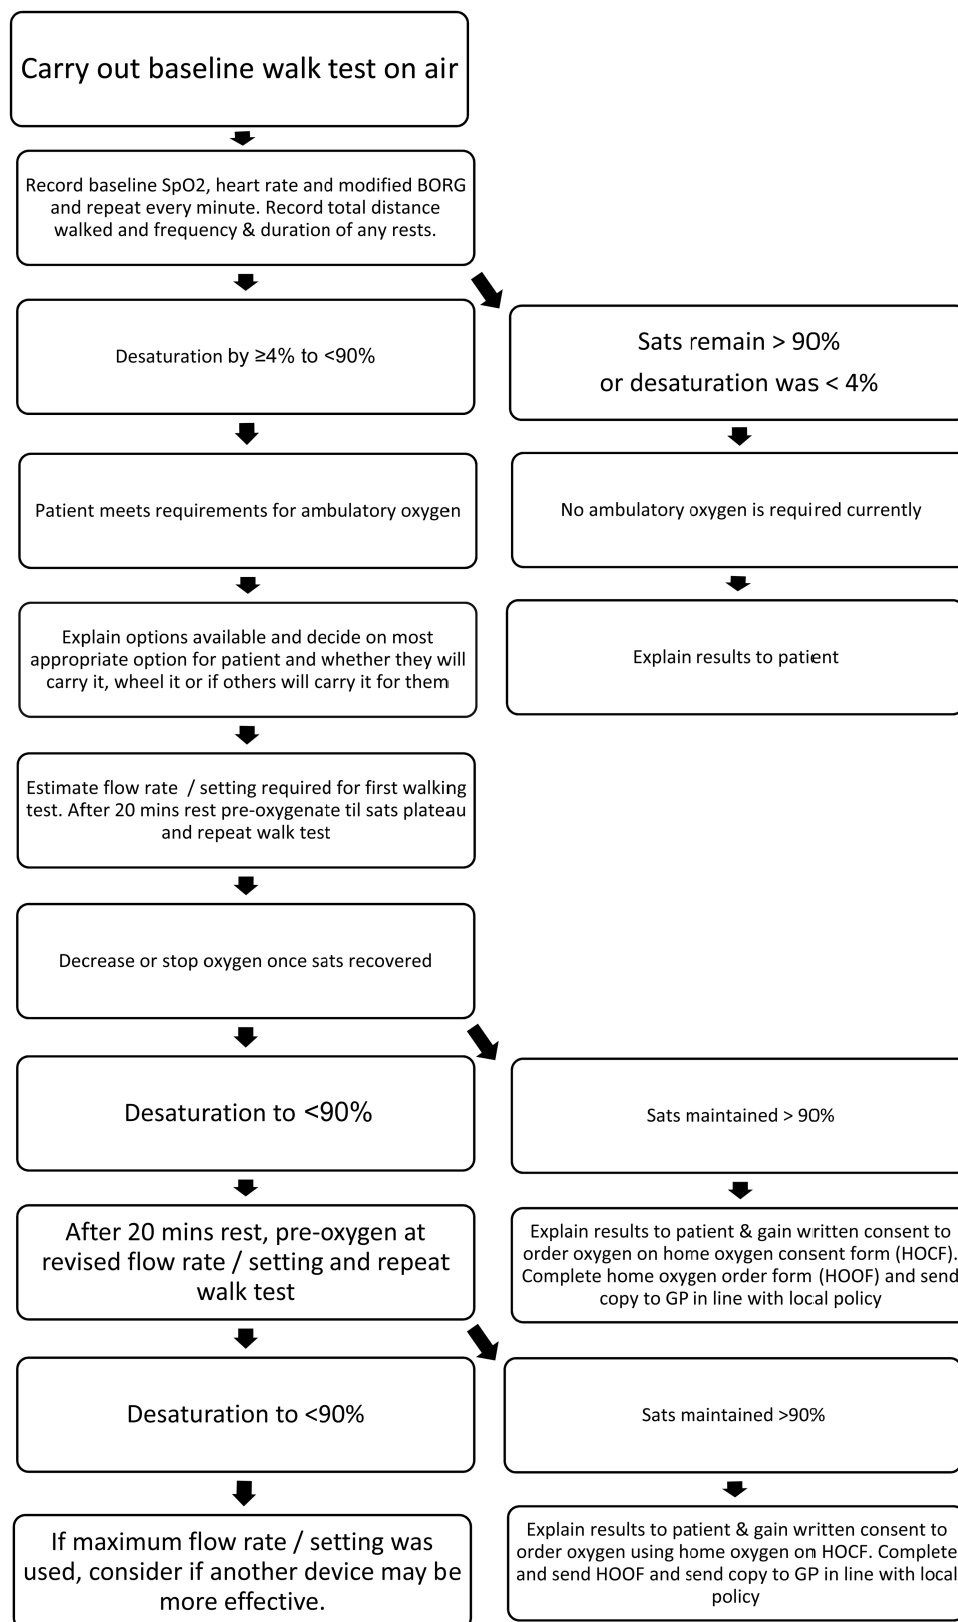 Carry out baseline walk test on air
Record baseline SpO2, heart rate and modified BORG
and repeat every minute. Record total distance
walked and frequency & duration of any rests.
Desaturation by ≥4% to <90%
Sats remain > 90%
or desaturation was < 4%
Patient meets requirements for ambulatory oxygen
No ambulatory oxygen is required currently
Explain options available and decide on most
appropriate option for patient and whether they will
carry it, wheel it or if others will carry it for them
Explain results to patient
Estimate flow rate / setting required for first walking
test. After 20 mins rest pre-oxygenate til sats plateau
and repeat walk test
Decrease or stop oxygen once sats recovered
Desaturation to <90%
Sats maintained > 90%
After 20 mins rest, pre-oxygen at
revised flow rate / setting and repeat
walk test
Explain results to patient & gain written consent to
order oxygen on home oxygen consent form (HOCF).
Complete home oxygen order form (HOOF) and send
copy to GP in line with local policy
Desaturation to <90%
Sats maintained >90%
If maximum flow rate / setting was
used, consider if another device may be
more effective.
Explain results to patient & gain written consent to
order oxygen using home oxygen on HOCF. Complete
and send HOOF and send copy to GP in line with local
policy